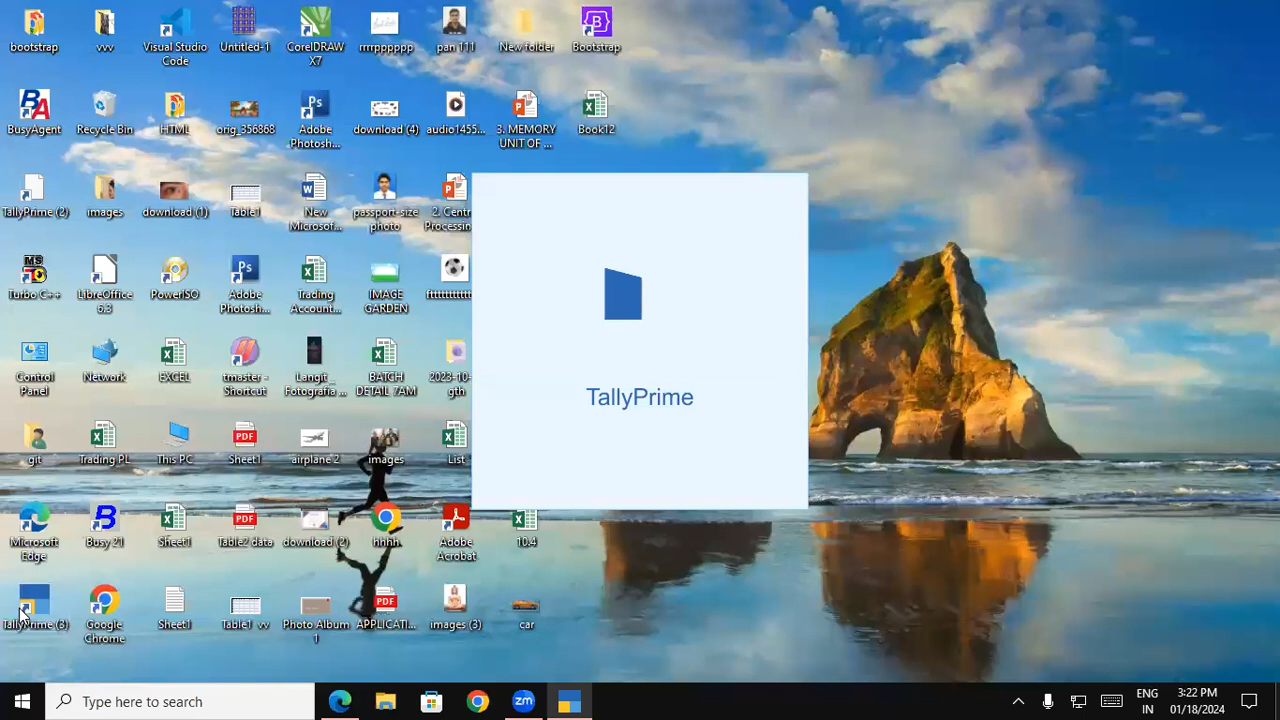 bootstrap
vvv
Visual Studio
Code
Untitled-1
CorelDRAW
X7
rrrrpppppp
pan 111
New folder
Bootstrap
BusyAgent
Recycle Bin
HTML
orig_356868
Adobe
Photosh...
download (4)
audio1455...
3. MEMORY
UNIT OF ...
Book12
TallyPrime (2)
images
download (1)
Table1
New
Microsof...
passport-size
photo
2. Centr
Processin
Turbo C++
LibreOffice
6.3
PowerISO
Adobe
Photosh...
Trading
Account...
IMAGE
GARDEN
Control
Panel
Network
EXCEL
tmaster -
Shortcut
Langit_
Fotografia ...
BATCH
DETAIL 7AM
2023-10-
gth
TallyPrime
git
Trading PL
This PC
Sheet1
airplane 2
images
List
Microsoft
Edge
Busy 21
Sheet1
Table2 data
download (2)
hhhh
Adobe
Acrobat
10.4
TallyPrime (3)
Google
Chrome
Sheet1
Table1_vv
Photo Album
1
APPLICATI...
images (3)
car
Type here to search
zm
ENG
IN
3:22 PM
01/18/2024